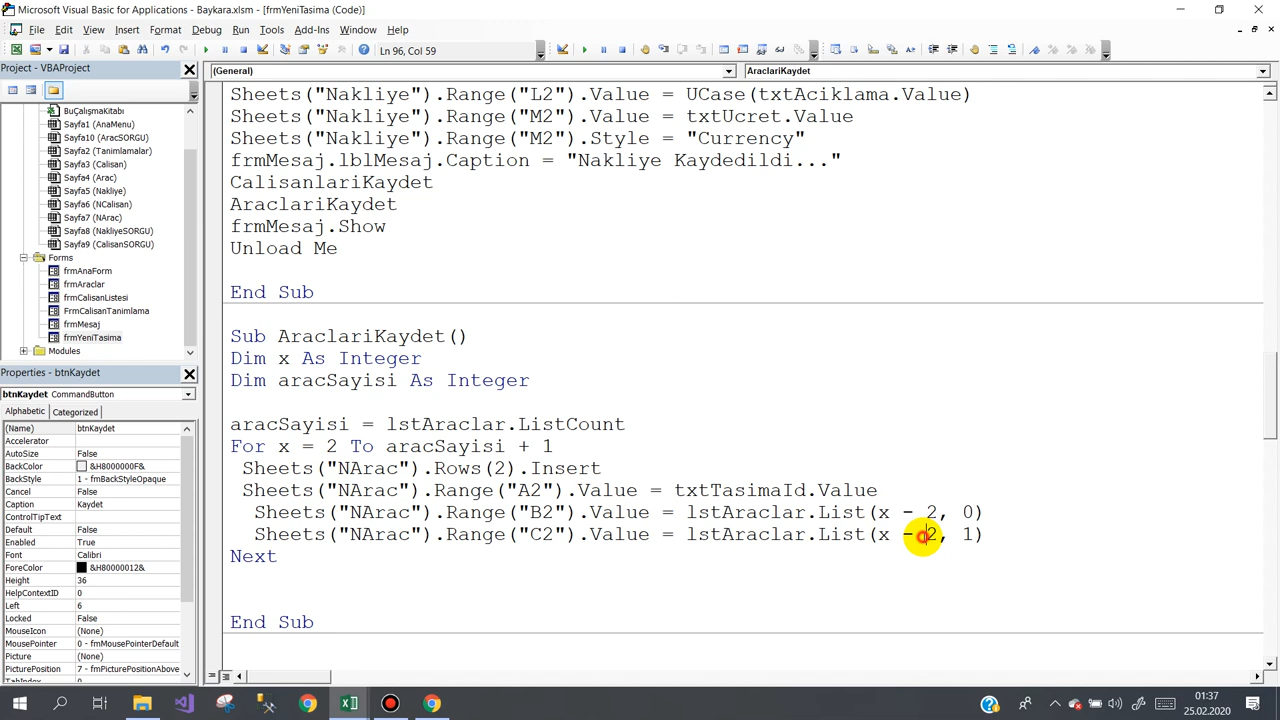 Microsoft Visual Basic for Applications - Baykara.xlsm - [frmYeniTasima (Code)]
File Edit View Insert Format Debug Run Tools Add-Ins Window Help
Ln 96, Col 59
Project - VBAProject
(General)
AraclariKaydet
BuÇalışmaKitabı
Sayfa1 (AnaMenu)
Sayfa10 (AracSORGU)
Sayfa2 (Tanimlamalar)
Sayfa3 (Calisan)
Sayfa4 (Arac)
Sayfa5 (Nakliye)
Sayfa6 (NCalisan)
Sayfa7 (NArac)
Sayfa8 (NakliyeSORGU)
Sayfa9 (CalisanSORGU)
Forms
frmAnaForm
frmAraclar
frmCalisanListesi
FrmCalisanTanimlama
frmMesaj
frmYeniTasima
Modules
Properties - btnKaydet
btnKaydet CommandButton
Alphabetic Categorized
(Name) btnKaydet
Accelerator
AutoSize False
BackColor &H8000000F&
BackStyle 1 - fmBackStyleOpaque
Cancel False
Caption Kaydet
ControlTipText
Default False
Enabled True
Font Calibri
ForeColor &H80000012&
Height 36
HelpContextID 0
Left 6
Locked False
MouseIcon (None)
MousePointer 0 - fmMousePointerDefault
Picture (None)
PicturePosition 7 - fmPicturePositionAbove
TabIndex 0
Sheets("Nakliye").Range("L2").Value = UCase(txtAciklama.Value)
Sheets("Nakliye").Range("M2").Value = txtUcret.Value
Sheets("Nakliye").Range("M2").Style = "Currency"
frmMesaj.lblMesaj.Caption = "Nakliye Kaydedildi..."
CalisanlariKaydet
AraclariKaydet
frmMesaj.Show
Unload Me
End Sub
Sub AraclariKaydet()
Dim x As Integer
Dim aracSayisi As Integer
aracSayisi = lstAraclar.ListCount
For x = 2 To aracSayisi + 1
Sheets("NArac").Rows(2).Insert
Sheets("NArac").Range("A2").Value = txtTasimaId.Value
Sheets("NArac").Range("B2").Value = lstAraclar.List(x - 2, 0)
Sheets("NArac").Range("C2").Value = lstAraclar.List(x - 2, 1)
Next
End Sub
01:37
25.02.2020